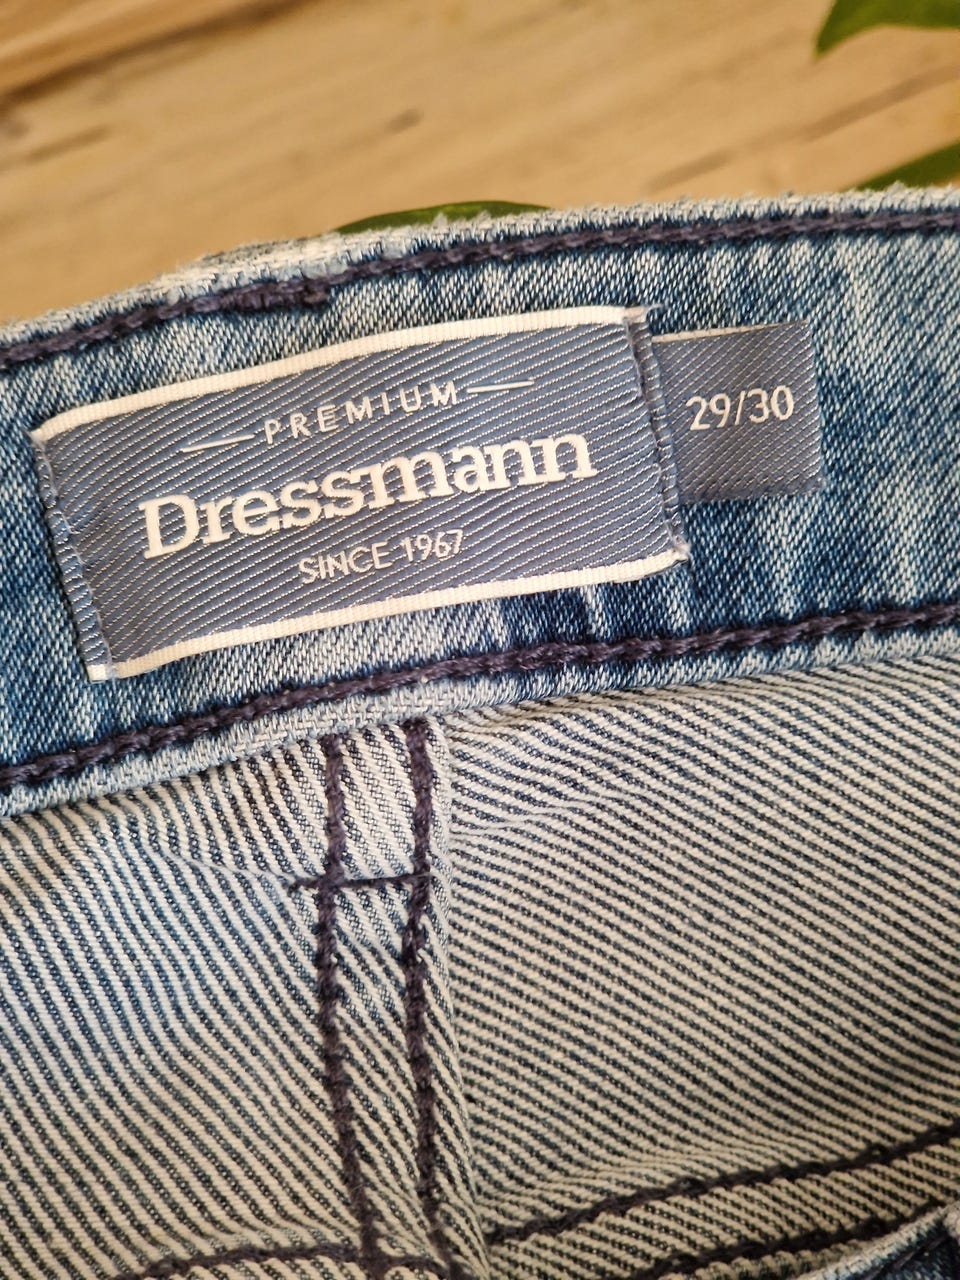 PREMIUM
Dressmann
SINCE 1967
29/30